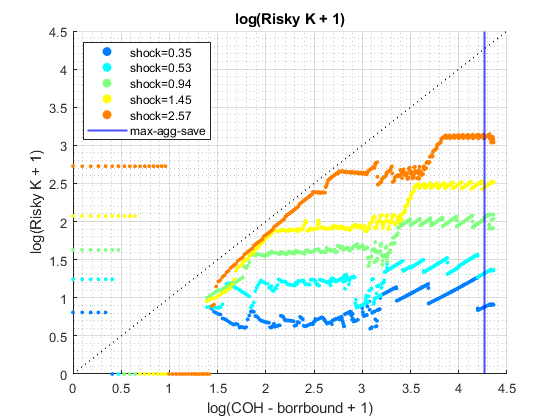 log(Risky K + 1)
4.5
4
3.5
3
2.5
2
1.5
1
0.5
0
log(Risky K + 1)
shock=0.35
shock=0.53
shock=0.94
shock=1.45
shock=2.57
max-agg-save
0 0.5 1 1.5 2 2.5 3 3.5 4 4.5
log(COH - borrbound + 1)